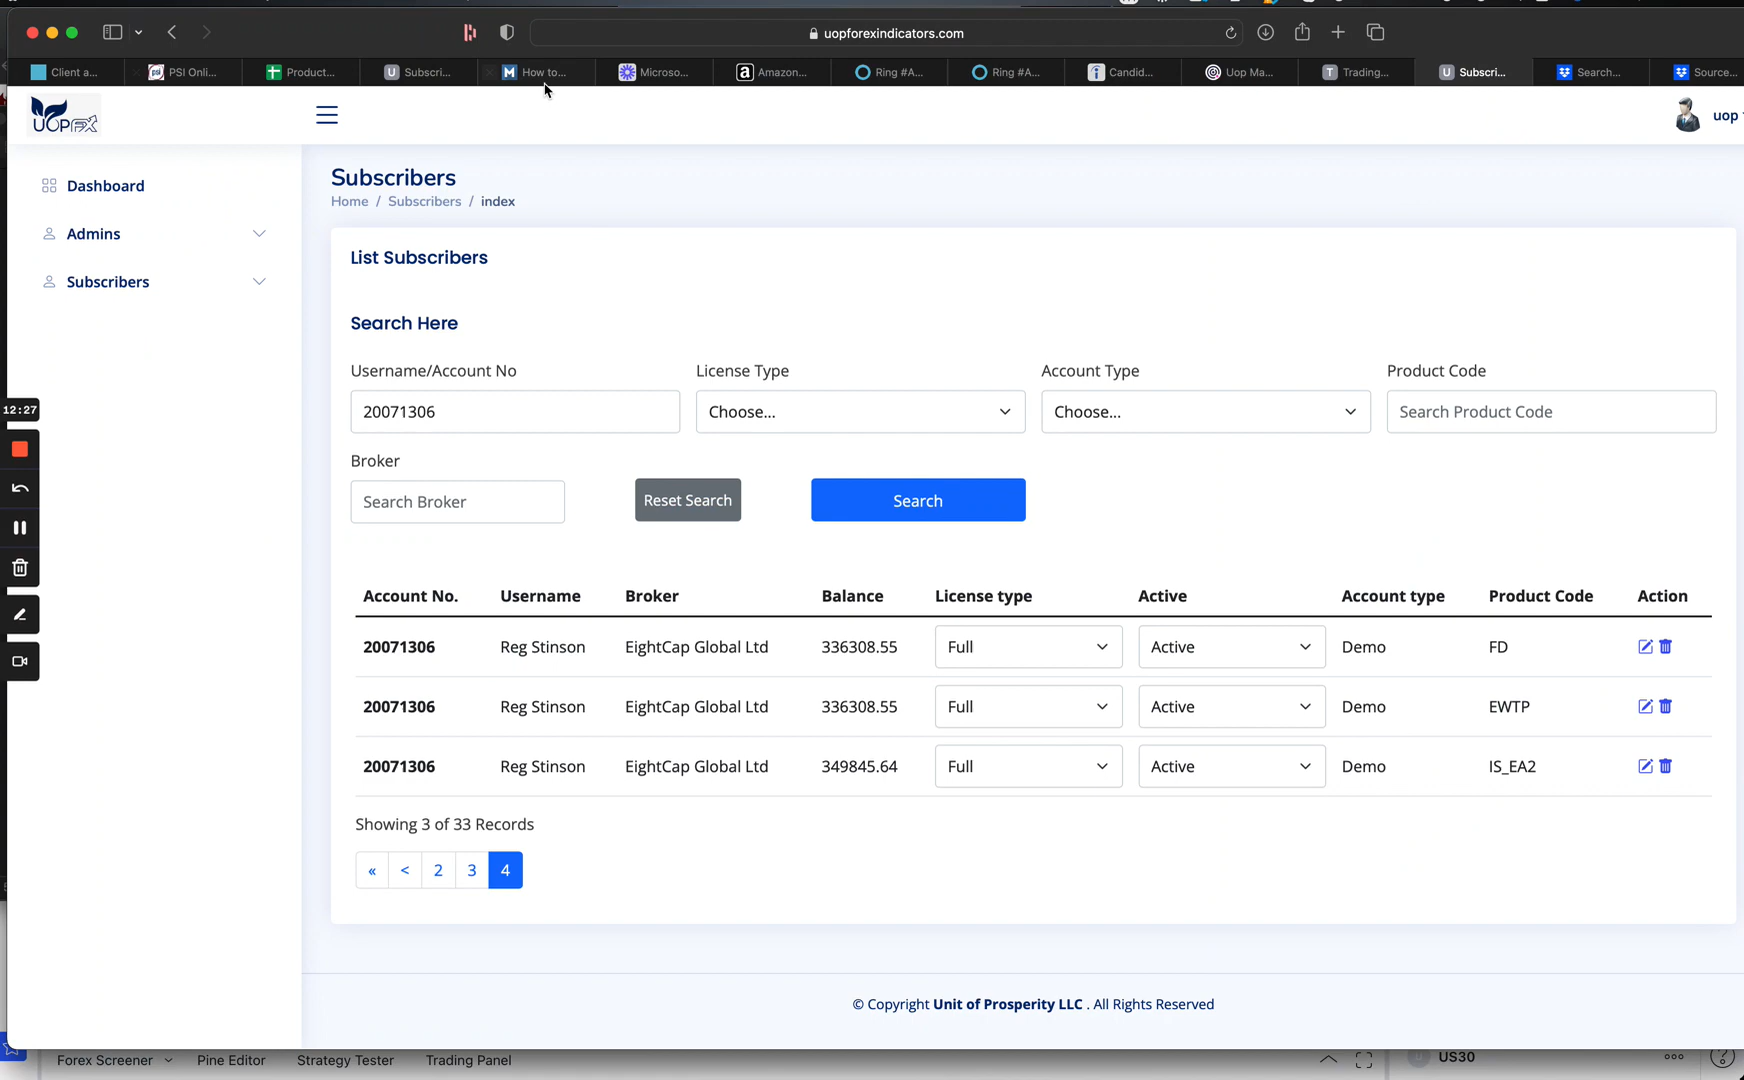 uopforexindicators.com
Client a...
PSI Onli...
Product...
Subscri...
How to...
Microso...
Amazon...
Ring #A...
Ring #A...
Candid...
Uop Ma...
Trading...
Subscri...
Search...
Source...
UOPFX
uop
Dashboard
Admins
Subscribers
Subscribers
Home / Subscribers / index
List Subscribers
Search Here
Username/Account No License Type Account Type Product Code
20071306 Choose... Choose... Search Product Code
Broker
Search Broker Reset Search Search
12:27
Account No. Username Broker Balance License type Active Account type Product Code Action
20071306 Reg Stinson EightCap Global Ltd 336308.55 Full Active Demo FD
20071306 Reg Stinson EightCap Global Ltd 336308.55 Full Active Demo EWTP
20071306 Reg Stinson EightCap Global Ltd 349845.64 Full Active Demo IS_EA2
Showing 3 of 33 Records
« < 2 3 4
© Copyright Unit of Prosperity LLC . All Rights Reserved
Forex Screener Pine Editor Strategy Tester Trading Panel U US30